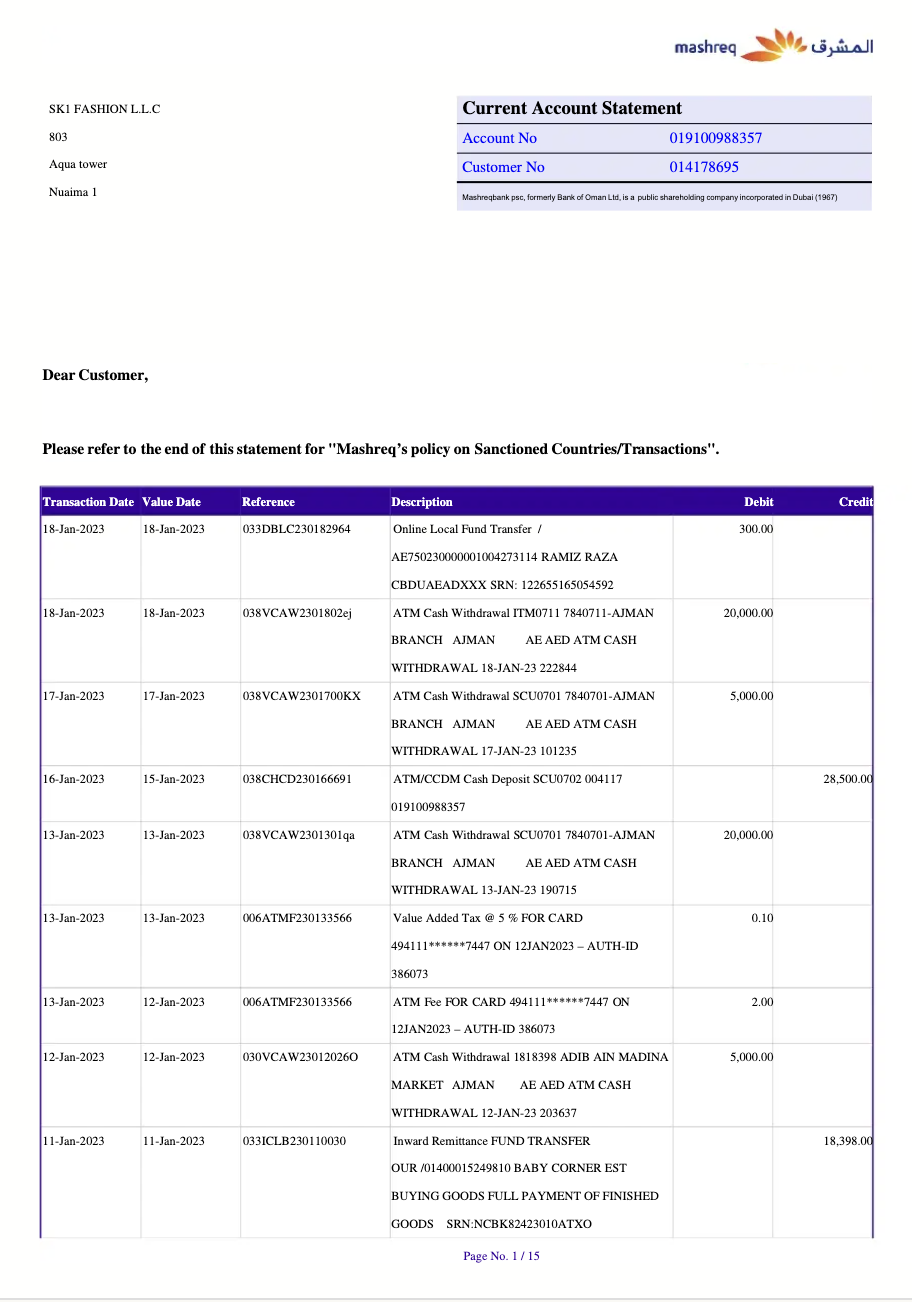 mashreq المشرق
SK1 FASHION L.L.C
803
Aqua tower
Nuaima 1
Current Account Statement
Account No 019100988357
Customer No 014178695
Mashreqbank psc, formerly Bank of Oman Ltd, is a public shareholding company incorporated in Dubai (1967)
Dear Customer,
Please refer to the end of this statement for "Mashreq's policy on Sanctioned Countries/Transactions".
Transaction Date Value Date Reference Description Debit Credit
18-Jan-2023 18-Jan-2023 033DBLC230182964 Online Local Fund Transfer / 300.00
AE750230000001004273114 RAMIZ RAZA
CBDUAEADXXX SRN: 122655165054592
18-Jan-2023 18-Jan-2023 038VCAW2301802ej ATM Cash Withdrawal ITM0711 7840711-AJMAN 20,000.00
BRANCH AJMAN AE AED ATM CASH
WITHDRAWAL 18-JAN-23 222844
17-Jan-2023 17-Jan-2023 038VCAW2301700KX ATM Cash Withdrawal SCU0701 7840701-AJMAN 5,000.00
BRANCH AJMAN AE AED ATM CASH
WITHDRAWAL 17-JAN-23 101235
16-Jan-2023 15-Jan-2023 038CHCD230166691 ATM/CCDM Cash Deposit SCU0702 004117 28,500.00
019100988357
13-Jan-2023 13-Jan-2023 038VCAW2301301qa ATM Cash Withdrawal SCU0701 7840701-AJMAN 20,000.00
BRANCH AJMAN AE AED ATM CASH
WITHDRAWAL 13-JAN-23 190715
13-Jan-2023 13-Jan-2023 006ATMF230133566 Value Added Tax @ 5 % FOR CARD 0.10
494111******7447 ON 12JAN2023 – AUTH-ID
386073
13-Jan-2023 12-Jan-2023 006ATMF230133566 ATM Fee FOR CARD 494111******7447 ON 2.00
12JAN2023 – AUTH-ID 386073
12-Jan-2023 12-Jan-2023 030VCAW23012026O ATM Cash Withdrawal 1818398 ADIB AIN MADINA 5,000.00
MARKET AJMAN AE AED ATM CASH
WITHDRAWAL 12-JAN-23 203637
11-Jan-2023 11-Jan-2023 033ICLB230110030 Inward Remittance FUND TRANSFER 18,398.00
OUR /01400015249810 BABY CORNER EST
BUYING GOODS FULL PAYMENT OF FINISHED
GOODS SRN:NCBK82423010ATXO
Page No. 1 / 15